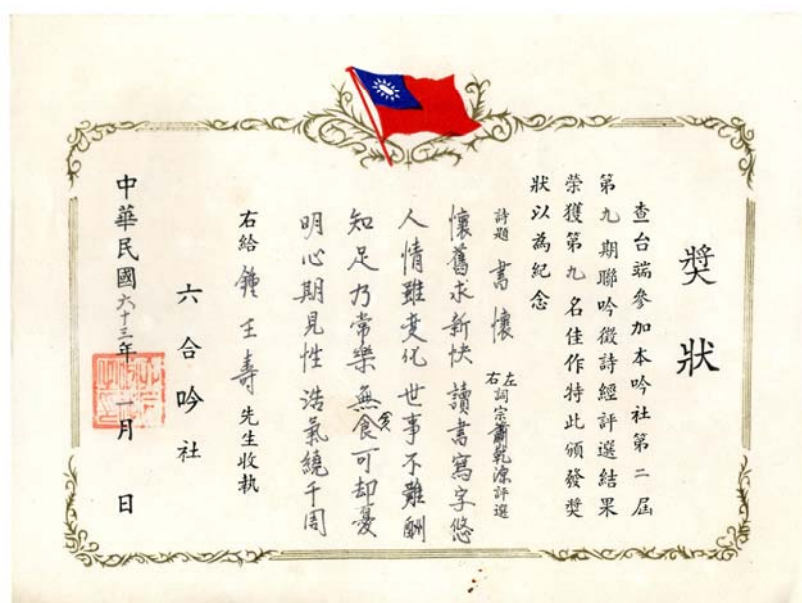 獎狀
查台端參加本吟社第二屆
第九期聯吟徵詩經評選結果
榮獲第九名佳作特此頒發獎
狀以為紀念
詩題 書懷 左右詞宗蕭乾源評選
懷舊求新快讀書寫字悠
人情雖变化世事不難酬
知足乃常樂無食貪可却憂
明心期見性浩氣繞千周
右給 鍾王壽 先生收執
六合吟社
中華民國六十三年一月 日